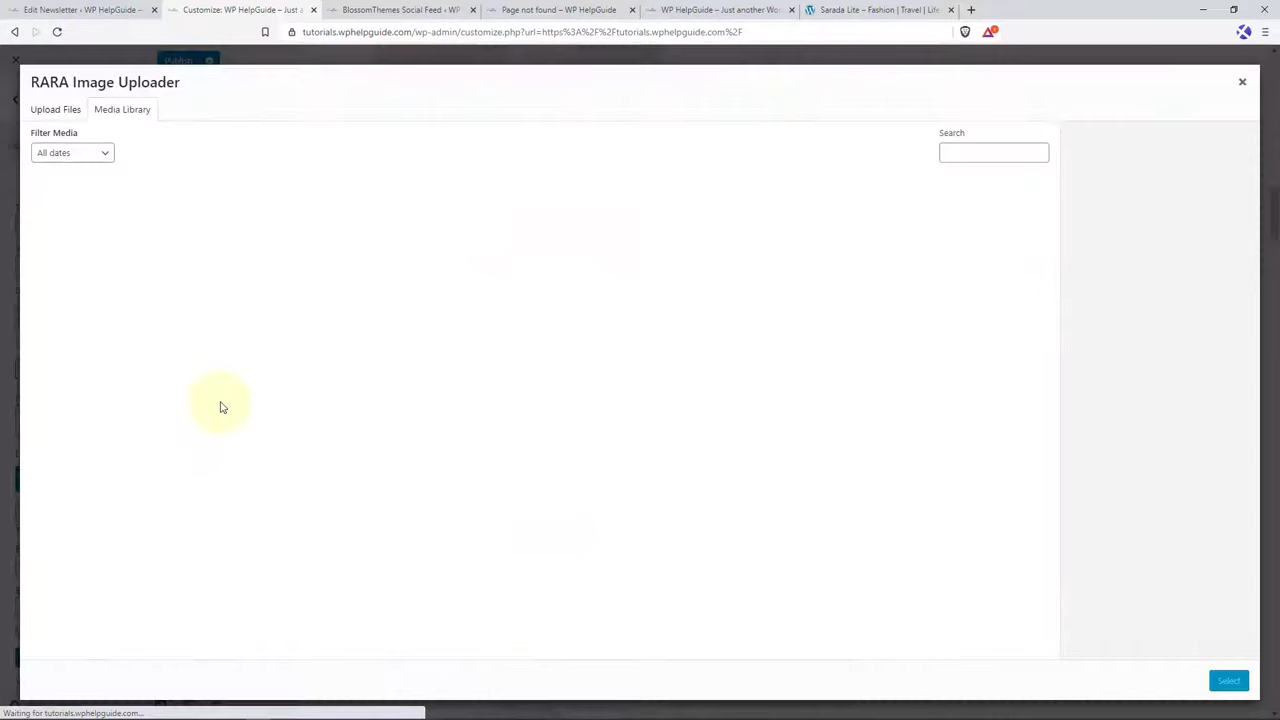 Edit Newsletter ‹ WP HelpGuide —
Customize: WP HelpGuide – Just a
BlossomThemes Social Feed ‹ WP
Page not found – WP HelpGuide
WP HelpGuide – Just another Wo
Sarada Lite – Fashion | Travel | Life
tutorials.wphelpguide.com/wp-admin/customize.php?url=https%3A%2F%2Ftutorials.wphelpguide.com%2F
Publish
RARA Image Uploader
Upload Files
Media Library
Filter Media
Search
All dates
Select
Waiting for tutorials.wphelpguide.com...